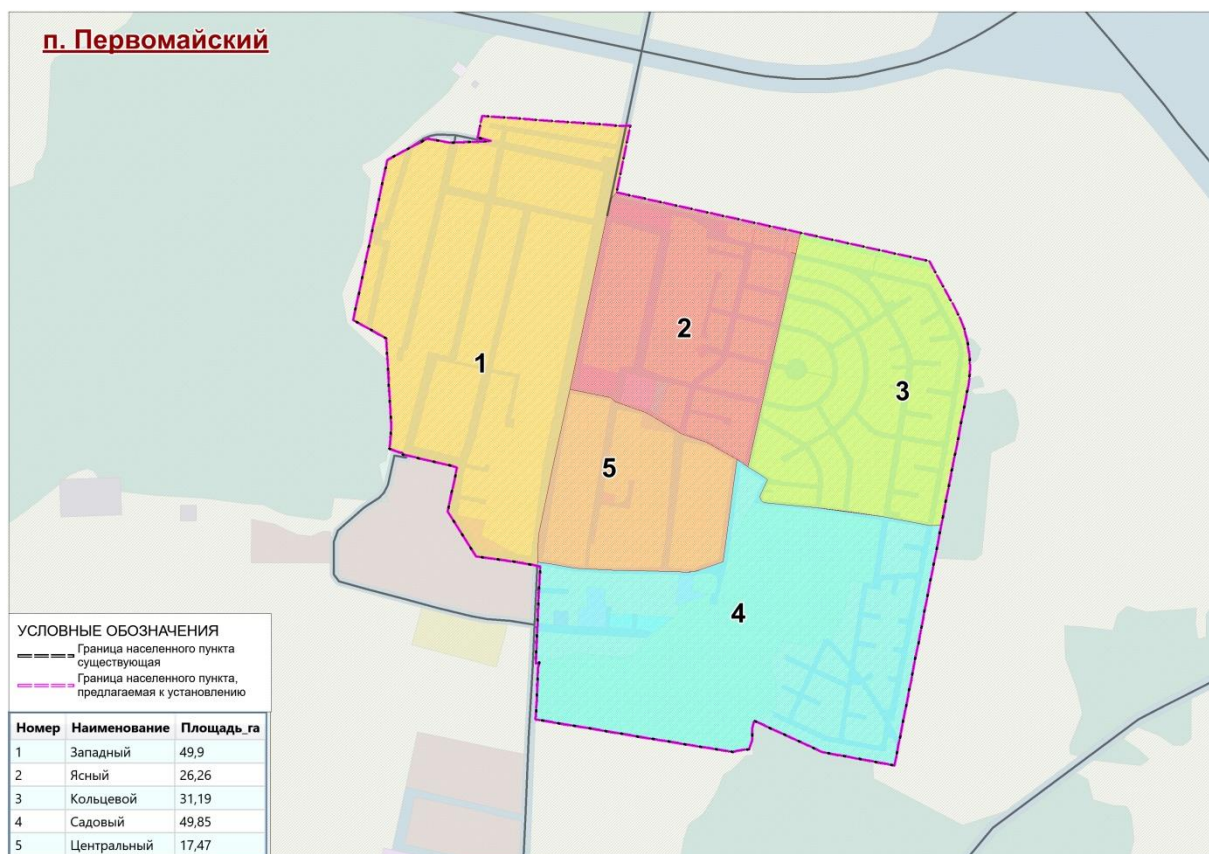 п. Первомайский
1
2
3
5
4
УСЛОВНЫЕ ОБОЗНАЧЕНИЯ
Граница населенного пункта
существующая
Граница населенного пункта,
предлагаемая к установлению
Номер Наименование Площадь_га
1 Западный 49,9
2 Ясный 26,26
3 Кольцевой 31,19
4 Садовый 49,85
5 Центральный 17,47